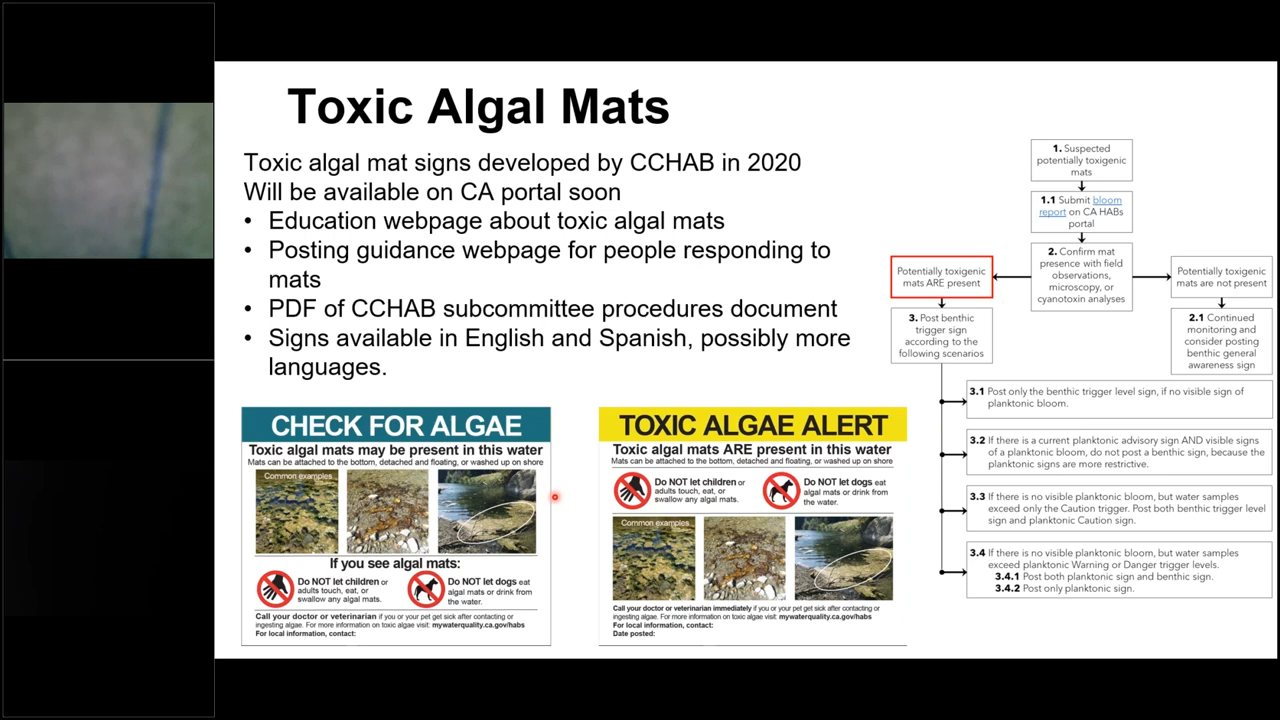 Toxic Algal Mats
Toxic algal mat signs developed by CCHAB in 2020
Will be available on CA portal soon
• Education webpage about toxic algal mats
• Posting guidance webpage for people responding to
mats
• PDF of CCHAB subcommittee procedures document
• Signs available in English and Spanish, possibly more
languages.
CHECK FOR ALGAE
Toxic algal mats may be present in this water
Mats can be attached to the bottom, detached and floating, or washed up on shore
Common examples
If you see algal mats:
Do NOT let children or
adults touch, eat, or
swallow any algal mats.
Do NOT let dogs eat
algal mats or drink from
the water.
Call your doctor or veterinarian if you or your pet get sick after contacting or
ingesting algae. For more information on toxic algae visit: mywaterquality.ca.gov/habs
For local information, contact:
TOXIC ALGAE ALERT
Toxic algal mats ARE present in this water
Mats can be attached to the bottom, detached and floating, or washed up on shore
Do NOT let children or
adults touch, eat, or
swallow any algal mats.
Do NOT let dogs eat
algal mats or drink from
the water.
Common examples
Call your doctor or veterinarian immediately if you or your pet get sick after contacting or
ingesting algae. For more information on toxic algae visit: mywaterquality.ca.gov/habs
For local information, contact:
Date posted:
1. Suspected
potentially toxigenic
mats
1.1 Submit bloom
report on CA HABs
portal
2. Confirm mat
presence with field
observations,
microscopy, or
cyanotoxin analyses
Potentially toxigenic
mats ARE present
Potentially toxigenic
mats are not present
3. Post benthic
trigger sign
according to the
following scenarios
2.1 Continued
monitoring and
consider posting
benthic general
awareness sign
3.1 Post only the benthic trigger level sign, if no visible sign of
planktonic bloom.
3.2 If there is a current planktonic advisory sign AND visible signs
of a planktonic bloom, do not post a benthic sign, because the
planktonic signs are more restrictive.
3.3 If there is no visible planktonic bloom, but water samples
exceed only the Caution trigger. Post both benthic trigger level
sign and planktonic Caution sign.
3.4 If there is no visible planktonic bloom, but water samples
exceed planktonic Warning or Danger trigger levels.
3.4.1 Post both planktonic sign and benthic sign.
3.4.2 Post only planktonic sign.